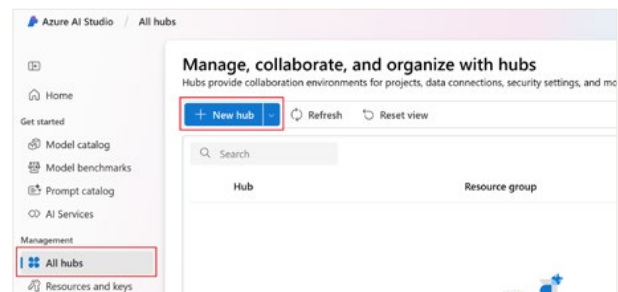 Azure AI Studio / All hubs
Home
Get started
Model catalog
Model benchmarks
Prompt catalog
AI Services
Management
All hubs
Resources and keys
Manage, collaborate, and organize with hubs
Hubs provide collaboration environments for projects, data connections, security settings, and mo
+ New hub
Refresh
Reset view
Search
Hub
Resource group